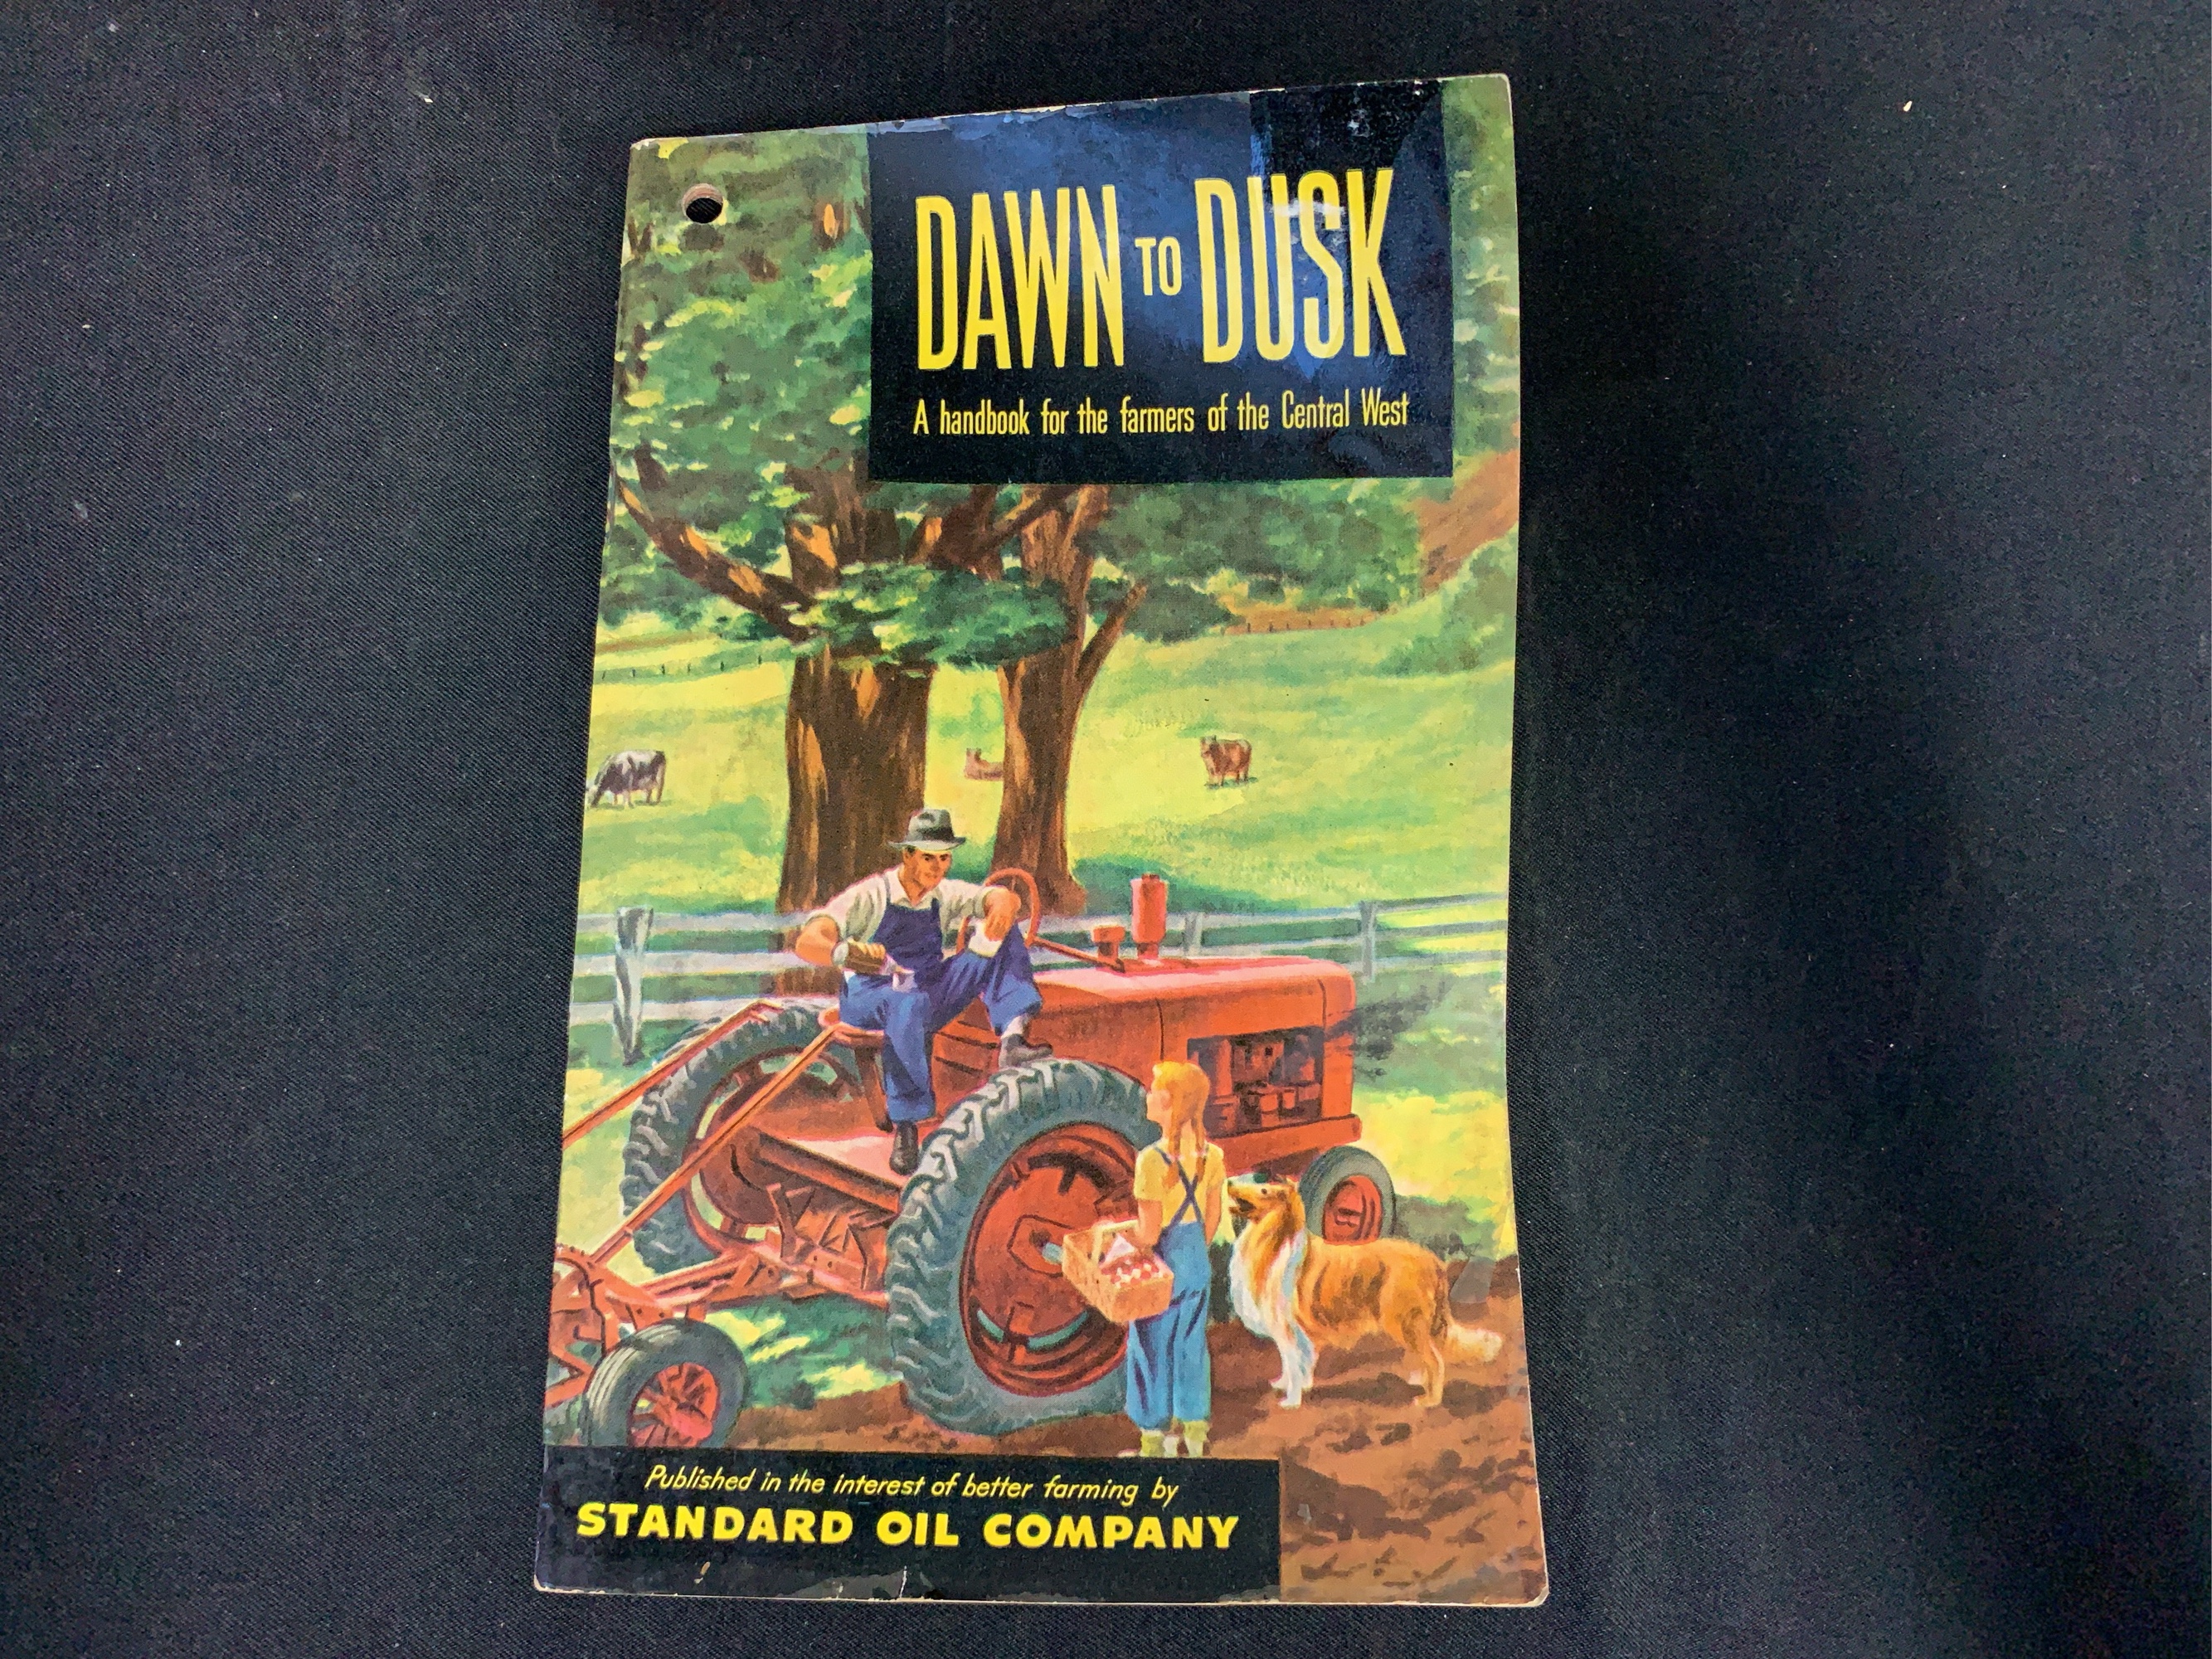 DAWN TO DUSK
A handbook for the farmers of the Central West
Published in the interest of better farming by
STANDARD OIL COMPANY